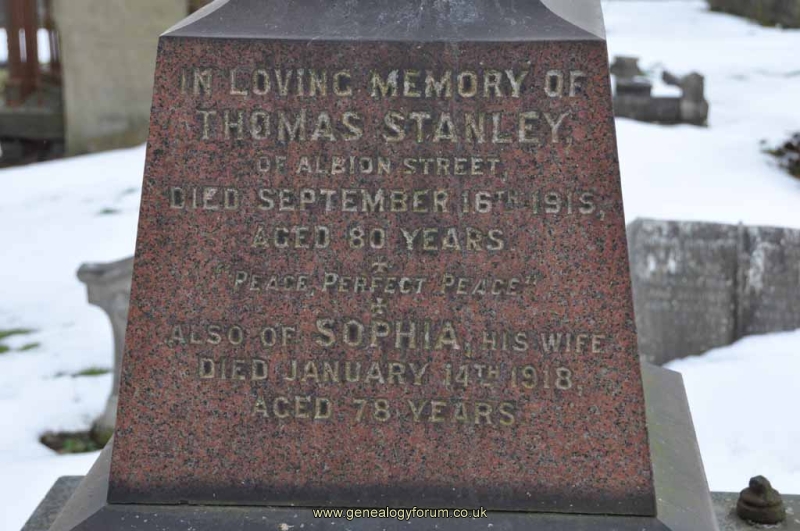 IN LOVING MEMORY OF
THOMAS STANLEY,
OF ALBION STREET,
DIED SEPTEMBER 16TH 1915,
AGED 80 YEARS
"PEACE, PERFECT PEACE"
ALSO OF SOPHIA, HIS WIFE
DIED JANUARY 14TH 1918,
AGED 78 YEARS
www.genealogyforum.co.uk